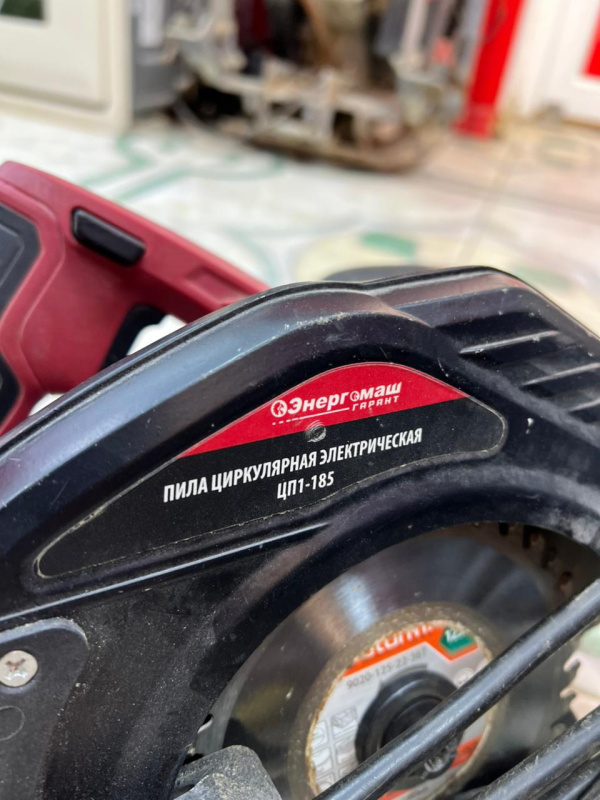 Энергомаш
ГАРАНТ
ПИЛА ЦИРКУЛЯРНАЯ ЭЛЕКТРИЧЕСКАЯ
ЦП1-185